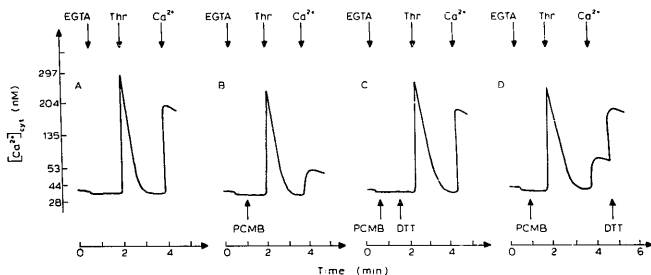 EGTA Thr Ca²⁺ EGTA Thr Ca²⁺ EGTA Thr Ca²⁺ EGTA Thr Ca²⁺
A B C D
[Ca²⁺]cyt (nM)
297
204
135
53
44
28
PCMB PCMB DTT PCMB DTT
0 2 4 0 2 4 0 2 4 0 2 4 6
Time (min)